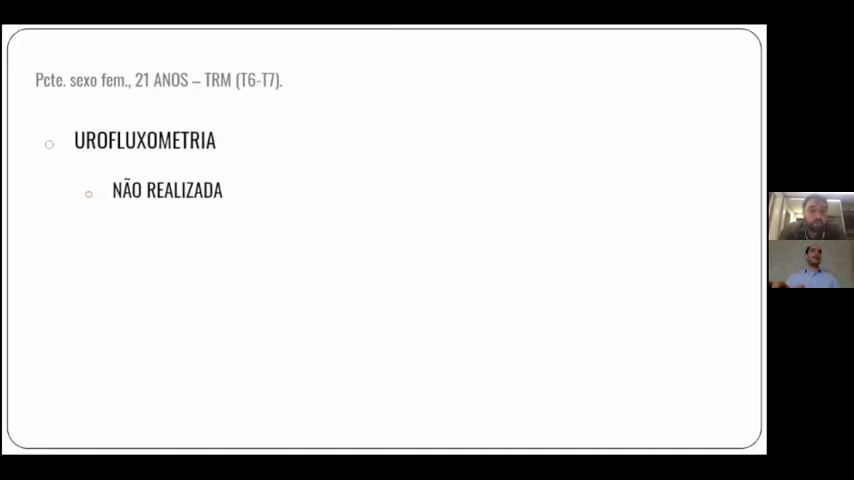 Pcte. sexo fem., 21 ANOS – TRM (T6-T7).
UROFLUXOMETRIA
NÃO REALIZADA